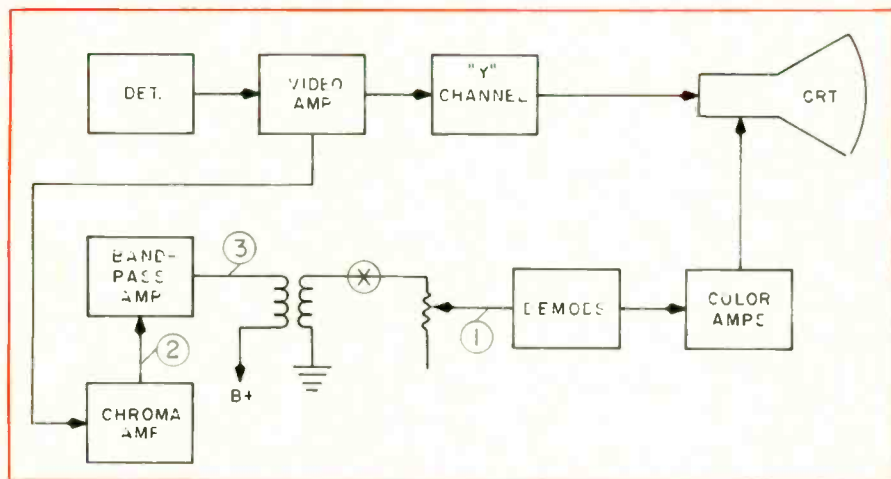 DET.
VIDEO
AMP
"Y"
CHANNEL
CRT
BAND-
PASS
AMP
3
X
1
DEMODS
COLOR
AMPS
2
B+
CHROMA
AMP